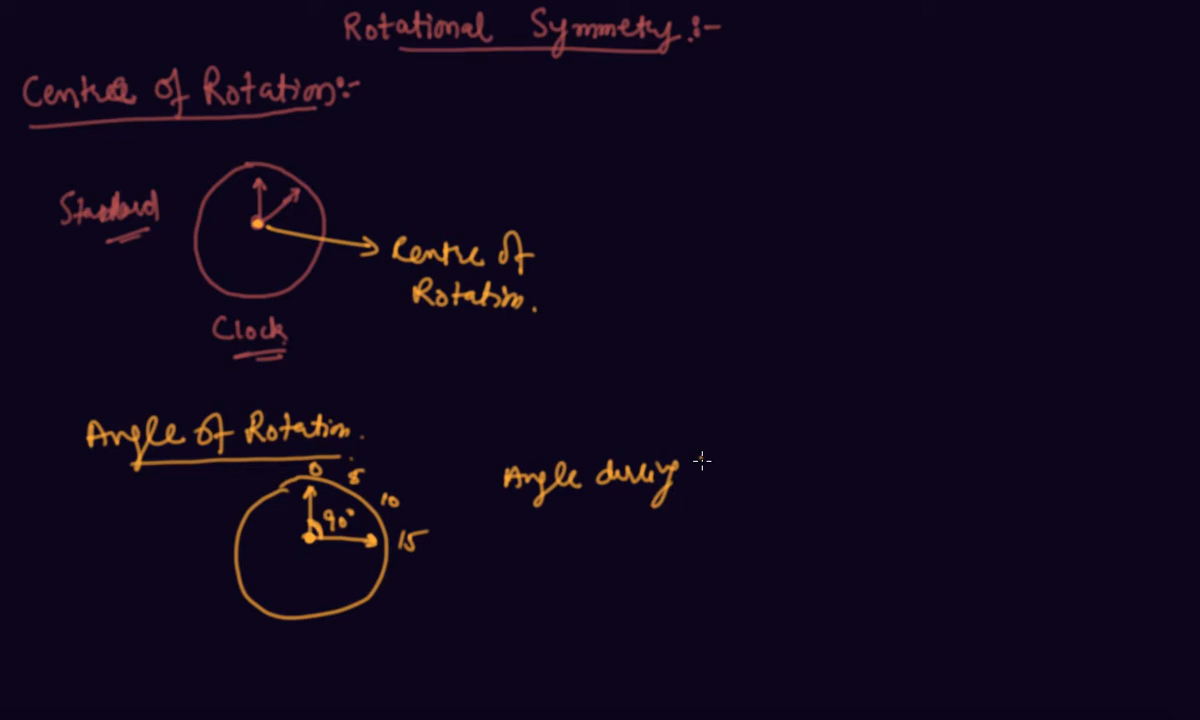 Rotational Symmety:-
Centre of Rotation:-
Standard
Centre of
Rotation.
Clock
Angle of Rotation.
0 5
10
90°
15
Angle during